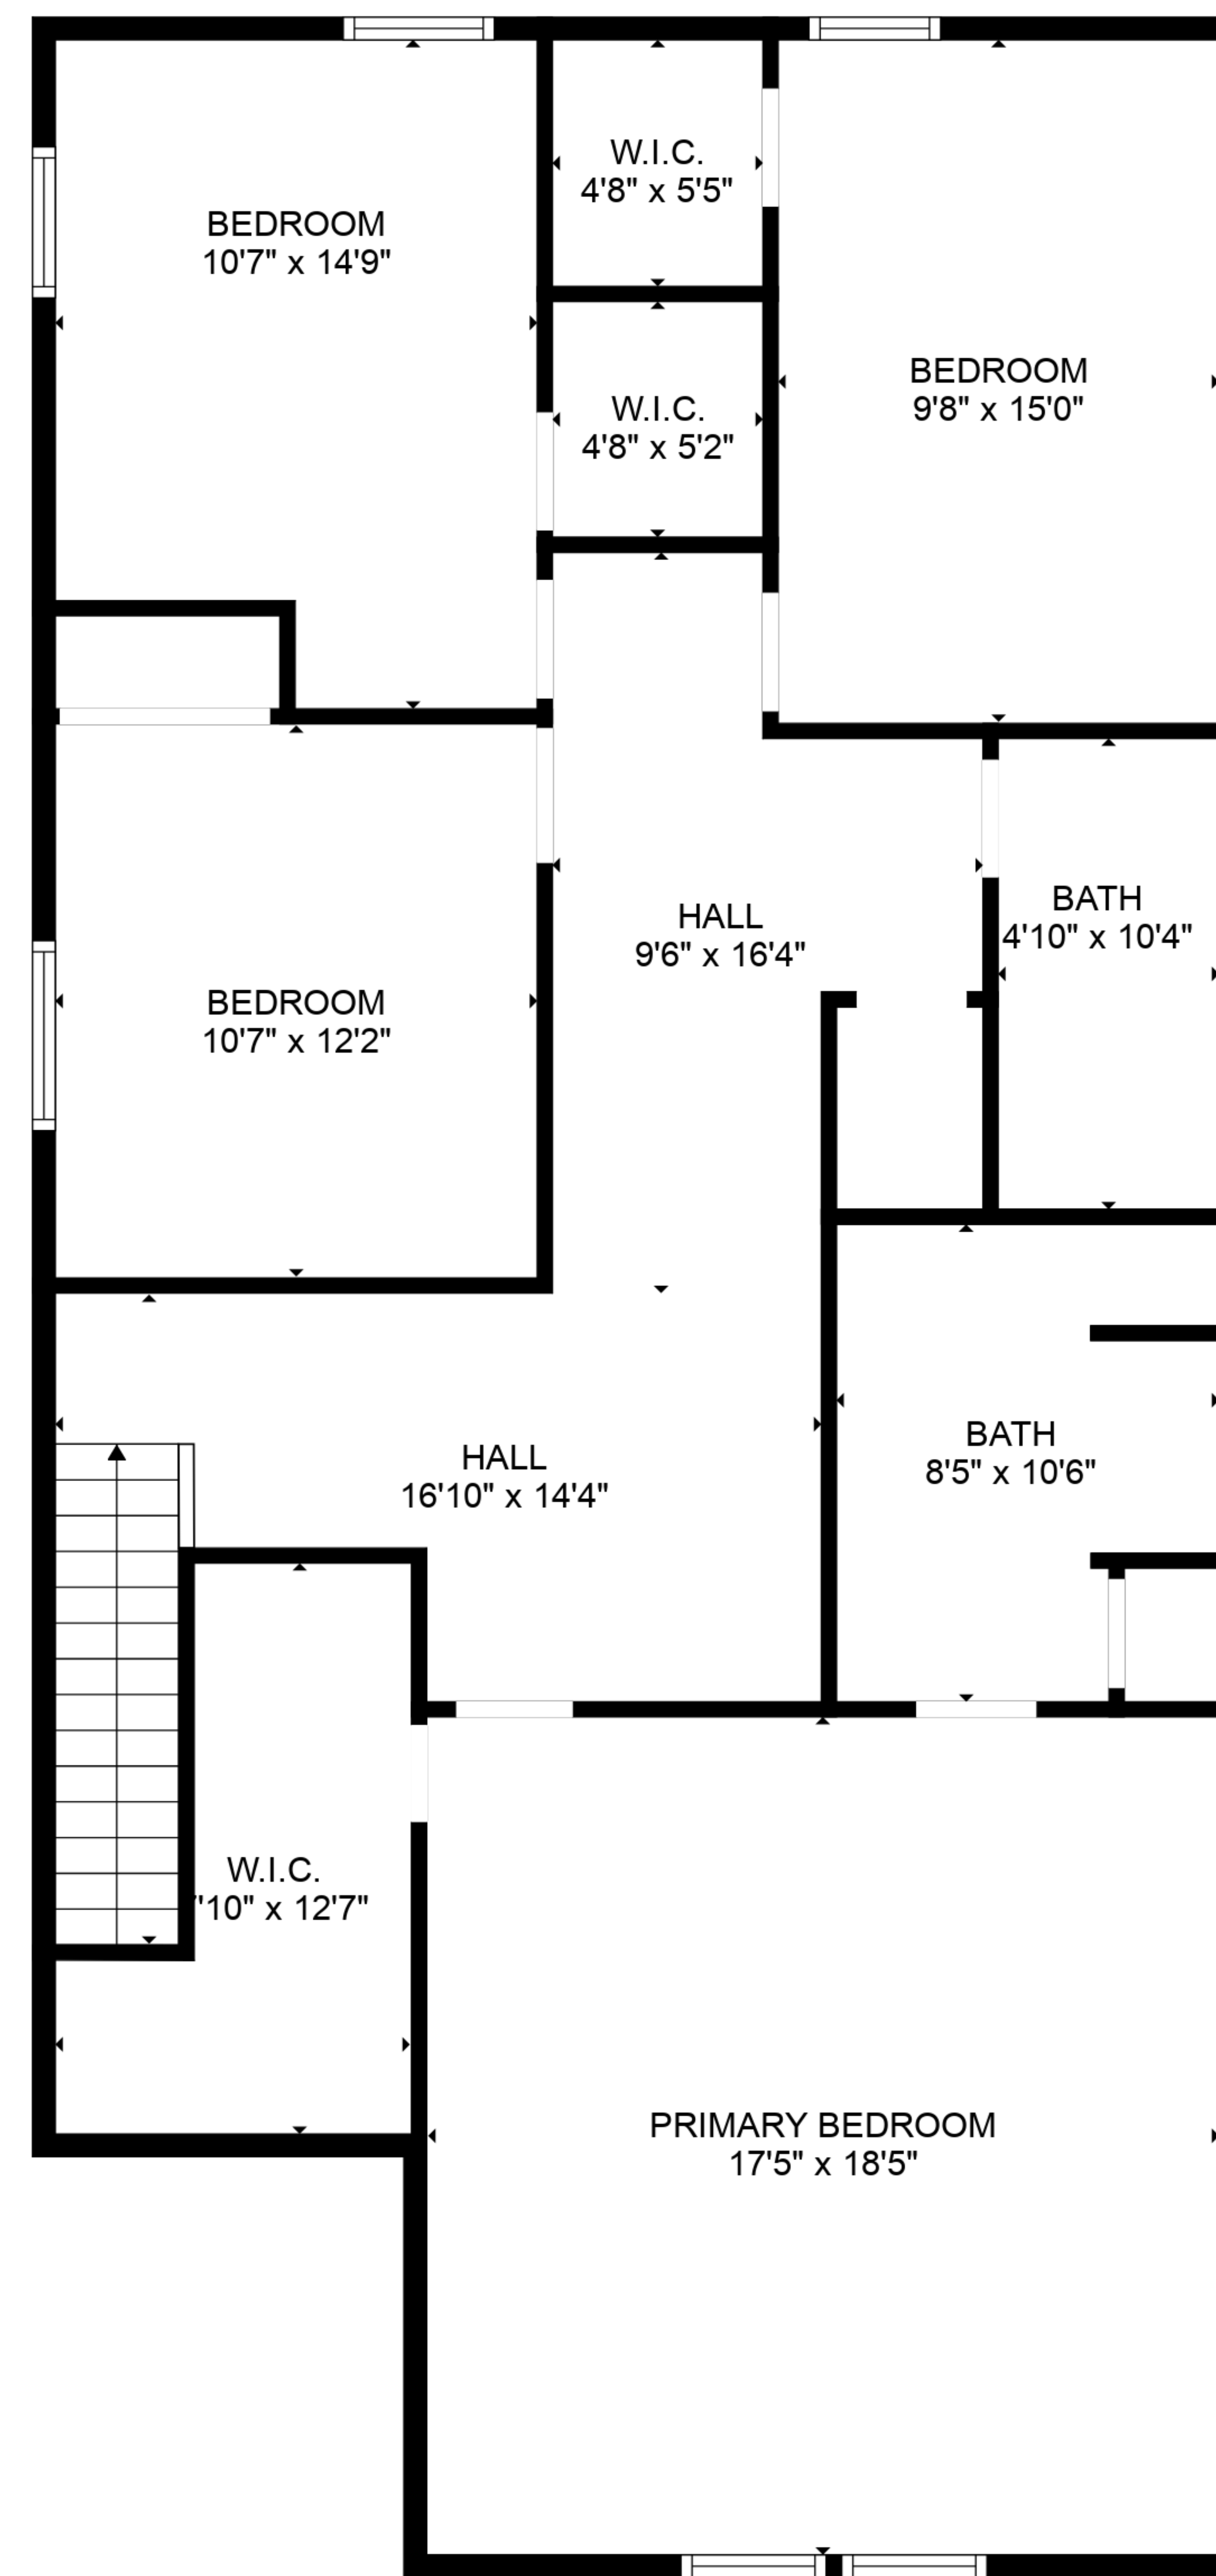 W.I.C.
4'8" x 5'5"
BEDROOM
10'7" x 14'9"
BEDROOM
9'8" x 15'0"
W.I.C.
4'8" x 5'2"
BATH
4'10" x 10'4"
HALL
9'6" x 16'4"
BEDROOM
10'7" x 12'2"
BATH
8'5" x 10'6"
HALL
16'10" x 14'4"
W.I.C.
'10" x 12'7"
PRIMARY BEDROOM
17'5" x 18'5"